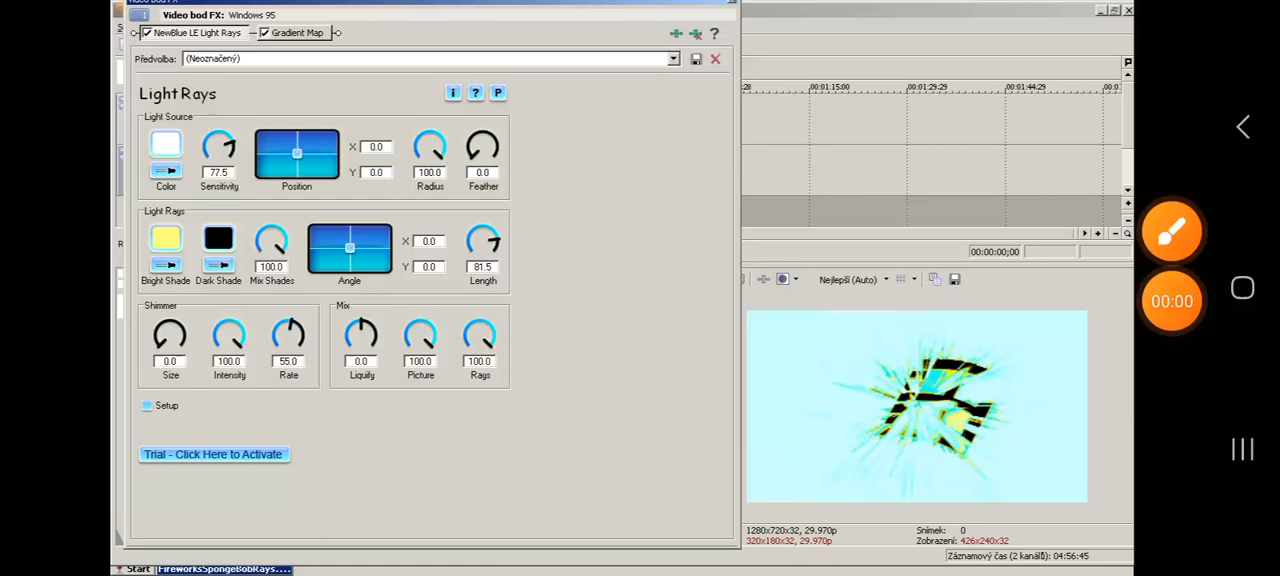 Video bod FX: Windows 95
NewBlue LE Light Rays Gradient Map ?
Předvolba: (Neoznačený)
Light Rays i ? P
Light Source
X 0.0
77.5 Y 0.0 100.0 0.0
Color Sensitivity Position Radius Feather
Light Rays
X 0.0
100.0 Y 0.0 81.5
Bright Shade Dark Shade Mix Shades Angle Length
Shimmer Mix
0.0 100.0 55.0 0.0 100.0 100.0
Size Intensity Rate Liquify Picture Rays
Setup
Trial - Click Here to Activate
:28 00:01:15:00 00:01:29:29 00:01:44:29
00:00:00;00
Nejlepší (Auto)
1280x720x32, 29.970p Snímek: 0
320x180x32, 29.970p Zobrazení: 426x240x32
Záznamový čas (2 kanálů): 04:56:45
Start FireworksSpongeBobRays....
00:00